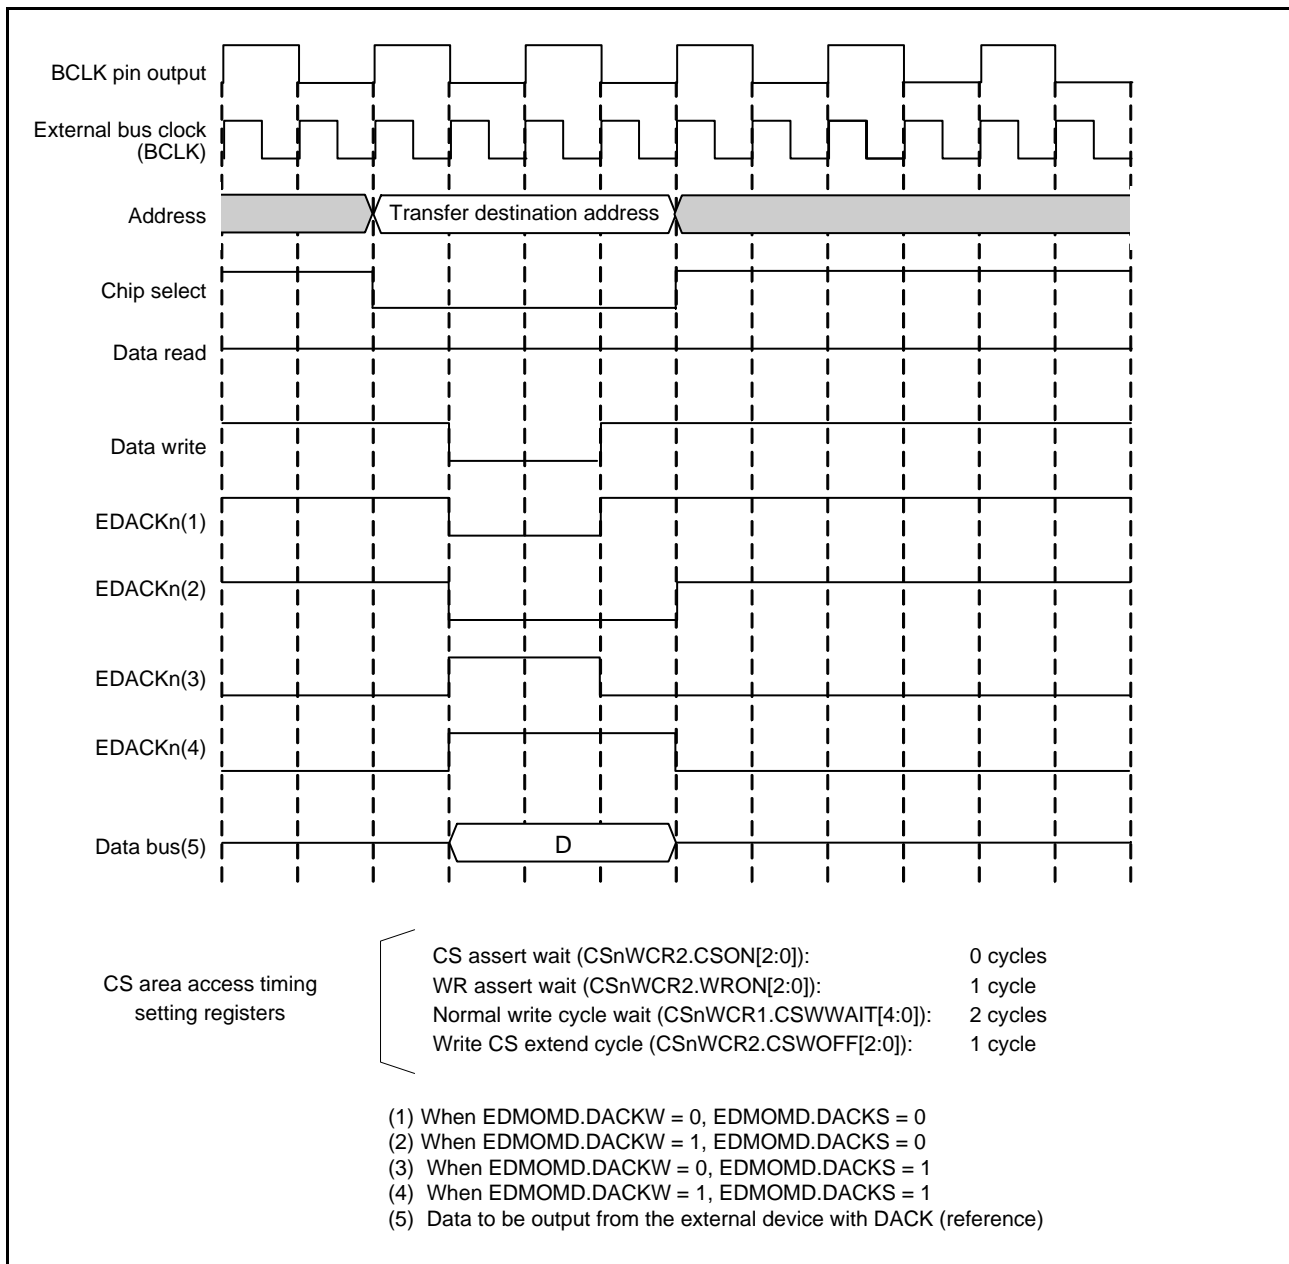 BCLK pin output
External bus clock
(BCLK)
Address
Transfer destination address
Chip select
Data read
Data write
EDACKn(1)
EDACKn(2)
EDACKn(3)
EDACKn(4)
Data bus(5)
D
CS area access timing
setting registers
CS assert wait (CSnWCR2.CSON[2:0]): 0 cycles
WR assert wait (CSnWCR2.WRON[2:0]): 1 cycle
Normal write cycle wait (CSnWCR1.CSWWAIT[4:0]): 2 cycles
Write CS extend cycle (CSnWCR2.CSWOFF[2:0]): 1 cycle
(1) When EDMOMD.DACKW = 0, EDMOMD.DACKS = 0
(2) When EDMOMD.DACKW = 1, EDMOMD.DACKS = 0
(3) When EDMOMD.DACKW = 0, EDMOMD.DACKS = 1
(4) When EDMOMD.DACKW = 1, EDMOMD.DACKS = 1
(5) Data to be output from the external device with DACK (reference)